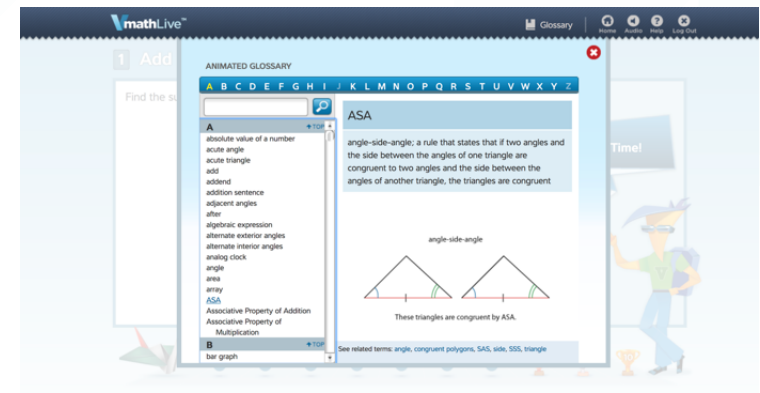 VmathLive™
Glossary
Home Audio Help Log Out
1 Add
Find the su
Time!
ANIMATED GLOSSARY
A B C D E F G H I J K L M N O P Q R S T U V W X Y Z
A TOP
absolute value of a number
acute angle
acute triangle
add
addend
addition sentence
adjacent angles
after
algebraic expression
alternate exterior angles
alternate interior angles
analog clock
angle
area
array
ASA
Associative Property of Addition
Associative Property of
Multiplication
B TOP
bar graph
ASA
angle-side-angle; a rule that states that if two angles and
the side between the angles of one triangle are
congruent to two angles and the side between the
angles of another triangle, the triangles are congruent
angle-side-angle
These triangles are congruent by ASA.
See related terms: angle, congruent polygons, SAS, side, SSS, triangle